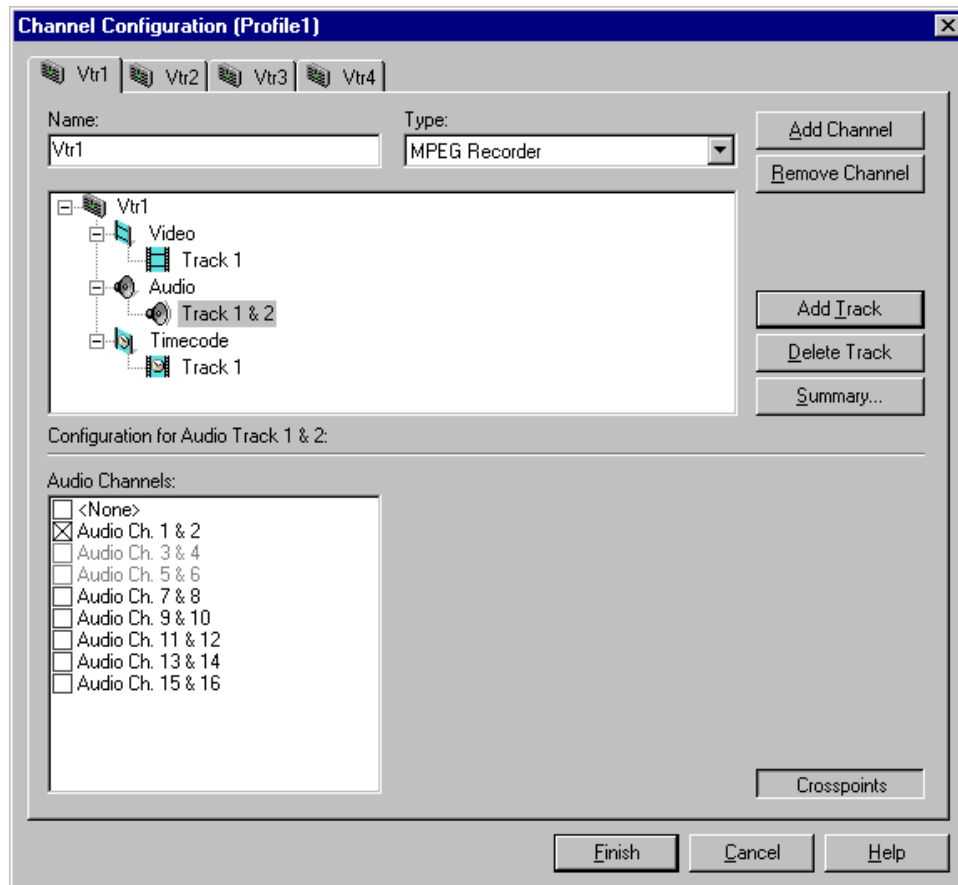 Channel Configuration (Profile1)
Vtr1 Vtr2 Vtr3 Vtr4
Name: Type:
Vtr1 MPEG Recorder
Add Channel
Remove Channel
Vtr1
Video
Track 1
Audio
Track 1 & 2
Timecode
Track 1
Add Track
Delete Track
Summary...
Configuration for Audio Track 1 & 2:
Audio Channels:
<None>
Audio Ch. 1 & 2
Audio Ch. 3 & 4
Audio Ch. 5 & 6
Audio Ch. 7 & 8
Audio Ch. 9 & 10
Audio Ch. 11 & 12
Audio Ch. 13 & 14
Audio Ch. 15 & 16
Crosspoints
Finish Cancel Help